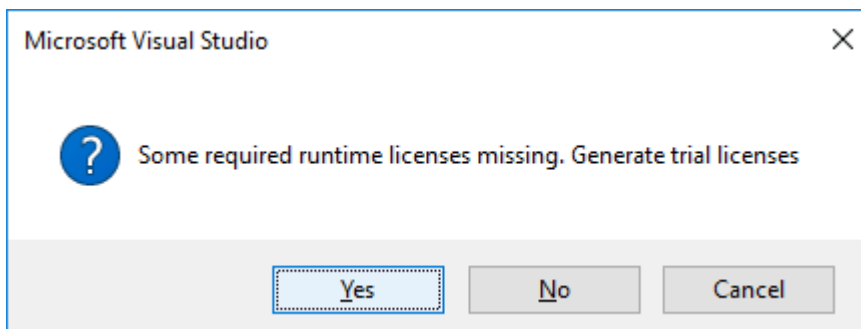 Microsoft Visual Studio
Some required runtime licenses missing. Generate trial licenses
Yes
No
Cancel